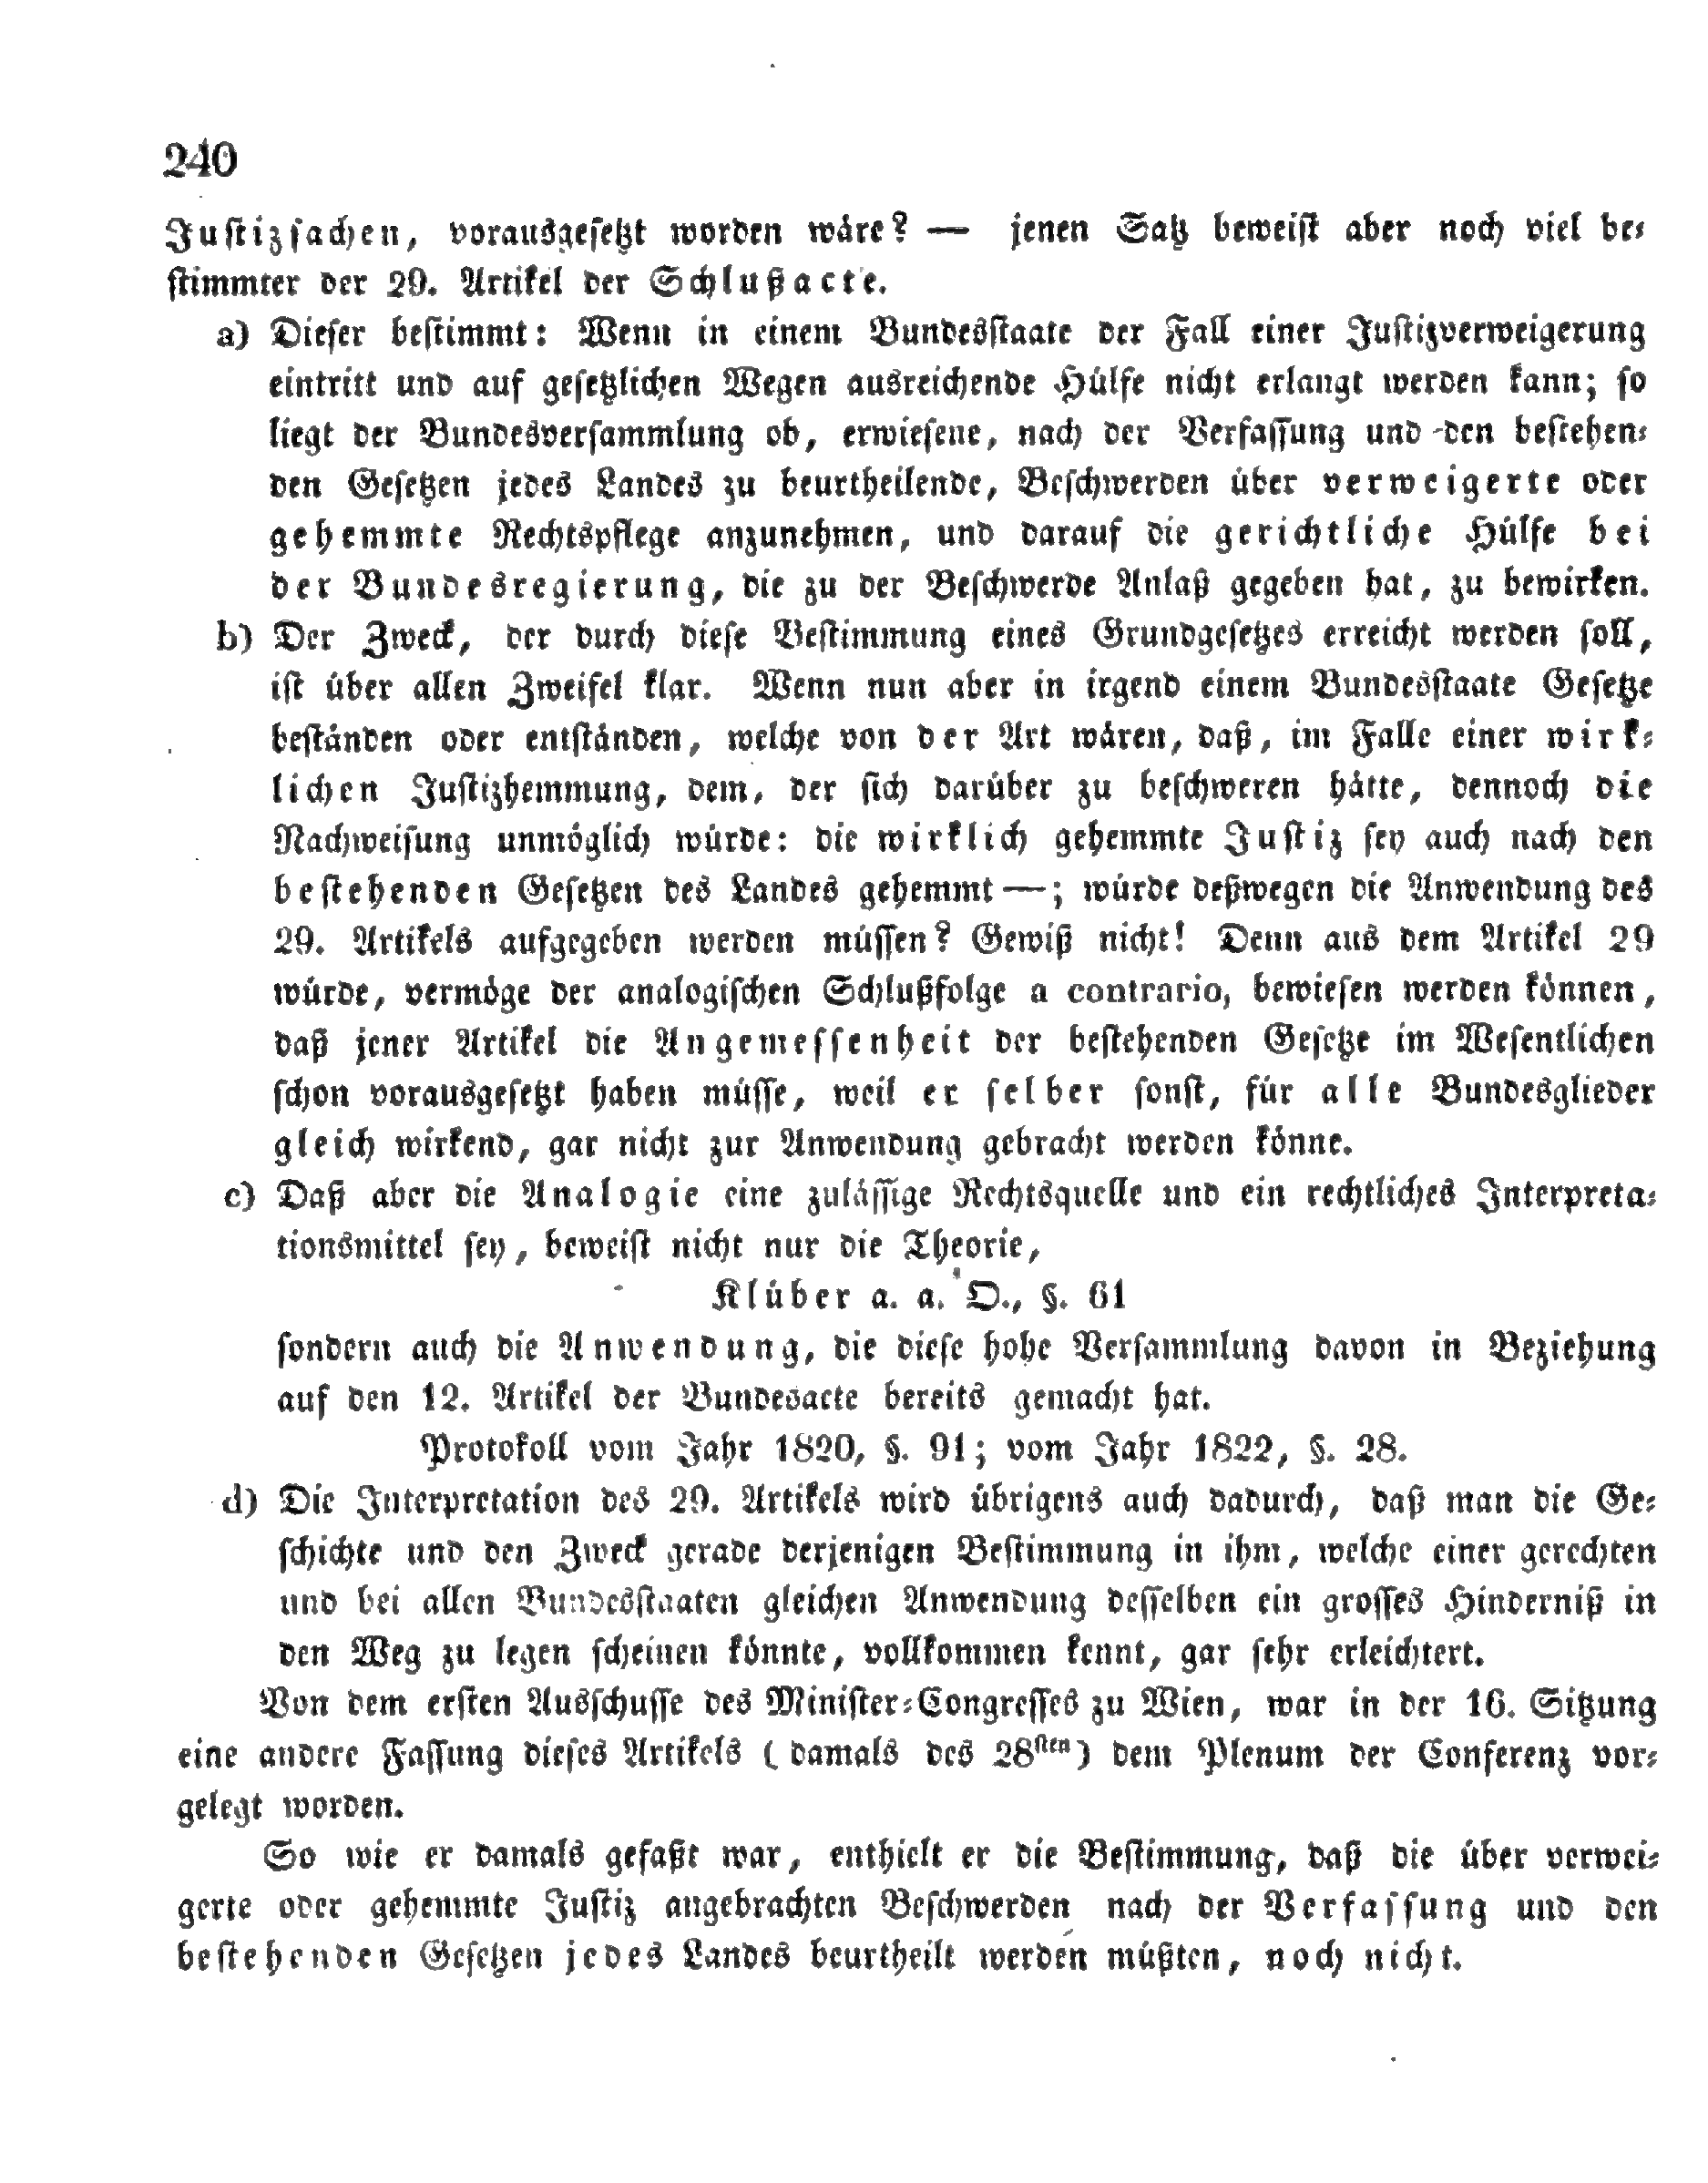 240
Juſtizſachen, vorausgeſetzt worden wäre? — jenen Satz beweiſt aber noch viel be⸗
ſtimmter der 29. Artikel der Schlußacte.
a) Dieſer beſtimmt: Wenn in einem Bundesſtaate der Fall einer Juſtizverweigerung
eintritt und auf geſetzlichen Wegen ausreichende Hülfe nicht erlangt werden kann; ſo
liegt der Bundesverſammlung ob, erwieſene, nach der Verfaſſung und den beſtehen⸗
den Geſetzen jedes Landes zu beurtheilende, Beſchwerden über verweigerte oder
gehemmte Rechtspflege anzunehmen, und darauf die gerichtliche Hülfe bei
der Bundesregierung, die zu der Beſchwerde Anlaß gegeben hat, zu bewirken.
b) Der Zweck, der durch dieſe Beſtimmung eines Grundgeſetzes erreicht werden ſoll,
iſt über allen Zweifel klar. Wenn nun aber in irgend einem Bundesſtaate Geſetze
beſtänden oder entſtänden, welche von der Art wären, daß, im Falle einer wirk⸗
lichen Juſtizhemmung, dem, der ſich darüber zu beſchweren hätte, dennoch die
Nachweiſung unmöglich würde: die wirklich gehemmte Juſtiz ſey auch nach den
beſtehenden Geſetzen des Landes gehemmt —; würde deßwegen die Anwendung des
29. Artikels aufgegeben werden müſſen? Gewiß nicht! Denn aus dem Artikel 29
würde, vermöge der analogiſchen Schlußfolge a contrario, bewieſen werden können,
daß jener Artikel die Angemeſſenheit der beſtehenden Geſetze im Weſentlichen
ſchon vorausgeſetzt haben müſſe, weil er ſelber ſonſt, für alle Bundesglieder
gleich wirkend, gar nicht zur Anwendung gebracht werden könne.
c) Daß aber die Analogie eine zuläſſige Rechtsquelle und ein rechtliches Interpreta⸗
tionsmittel ſey, beweiſt nicht nur die Theorie,
Klüber a. a. O., §. 61
ſondern auch die Anwendung, die dieſe hohe Verſammlung davon in Beziehung
auf den 12. Artikel der Bundesacte bereits gemacht hat.
Protokoll vom Jahr 1820, §. 91; vom Jahr 1822, §. 28.
d) Die Interpretation des 29. Artikels wird übrigens auch dadurch, daß man die Ge⸗
ſchichte und den Zweck gerade derjenigen Beſtimmung in ihm, welche einer gerechten
und bei allen Bundesſtaaten gleichen Anwendung deſſelben ein groſſes Hinderniß in
den Weg zu legen ſcheinen könnte, vollkommen kennt, gar ſehr erleichtert.
Von dem erſten Ausſchuſſe des Miniſter⸗Congreſſes zu Wien, war in der 16. Sitzung
eine andere Faſſung dieſes Artikels (damals des 28ſten) dem Plenum der Conferenz vor⸗
gelegt worden.
So wie er damals gefaßt war, enthielt er die Beſtimmung, daß die über verwei⸗
gerte oder gehemmte Juſtiz angebrachten Beſchwerden nach der Verfaſſung und den
beſtehenden Geſetzen jedes Landes beurtheilt werden müßten, noch nicht.